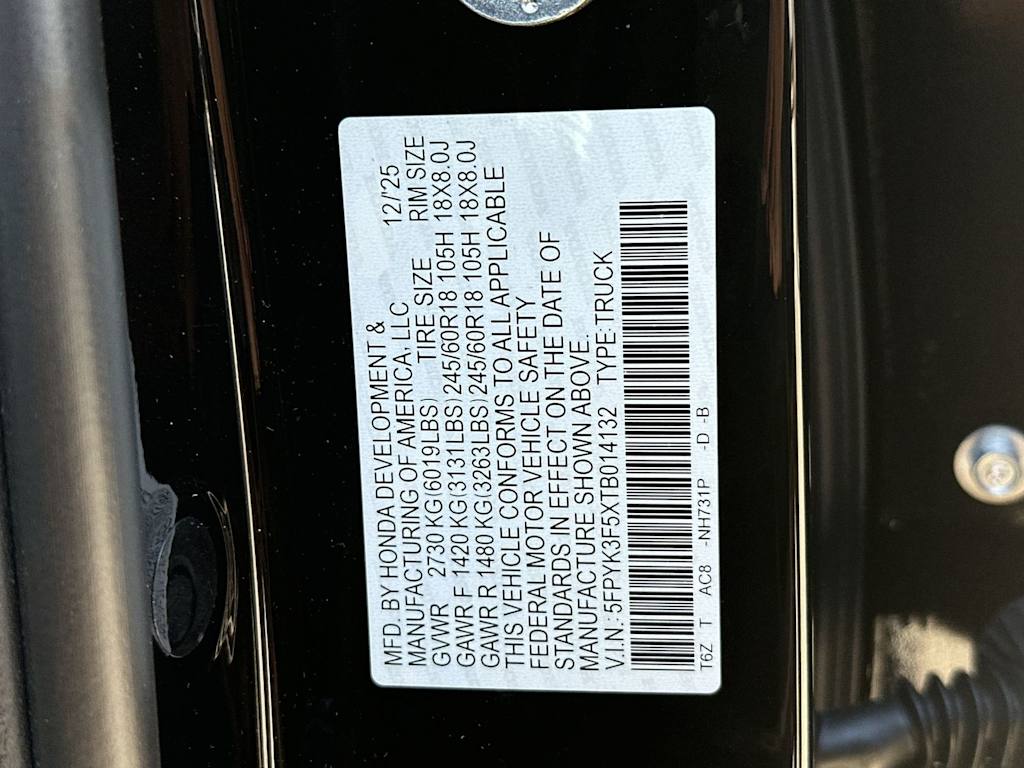 MFD. BY HONDA DEVELOPMENT &
MANUFACTURING OF AMERICA, LLC 12/'25
GVWR 2730 KG(6019LBS) TIRE SIZE RIM SIZE
GAWR F 1420 KG(3131LBS) 245/60R18 105H 18X8.0J
GAWR R 1480 KG(3263LBS) 245/60R18 105H 18X8.0J
THIS VEHICLE CONFORMS TO ALL APPLICABLE
FEDERAL MOTOR VEHICLE SAFETY
STANDARDS IN EFFECT ON THE DATE OF
MANUFACTURE SHOWN ABOVE.
V.I.N.:5FPYK3F5XTB014132 TYPE:TRUCK
T6Z T AC8 -NH731P -D -B